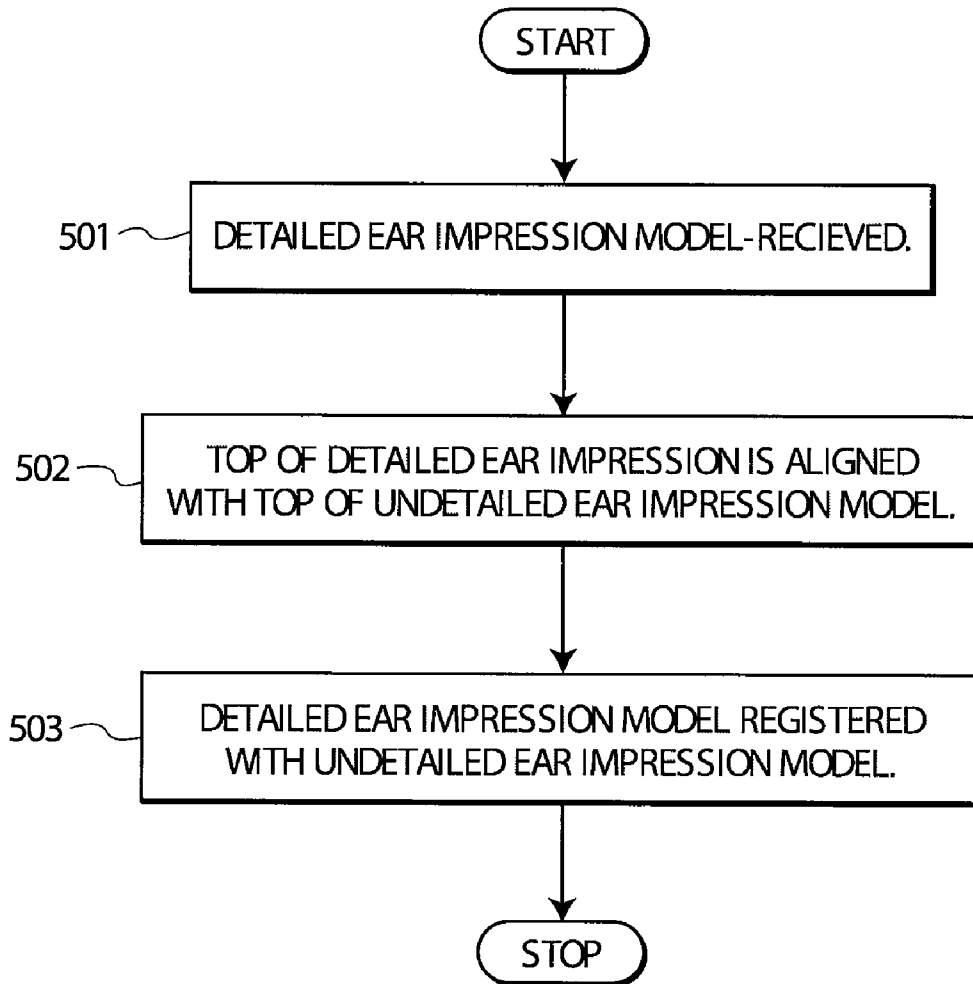 START
501
DETAILED EAR IMPRESSION MODEL-RECIEVED.
502
TOP OF DETAILED EAR IMPRESSION IS ALIGNED
WITH TOP OF UNDETAILED EAR IMPRESSION MODEL.
503
DETAILED EAR IMPRESSION MODEL REGISTERED
WITH UNDETAILED EAR IMPRESSION MODEL.
STOP